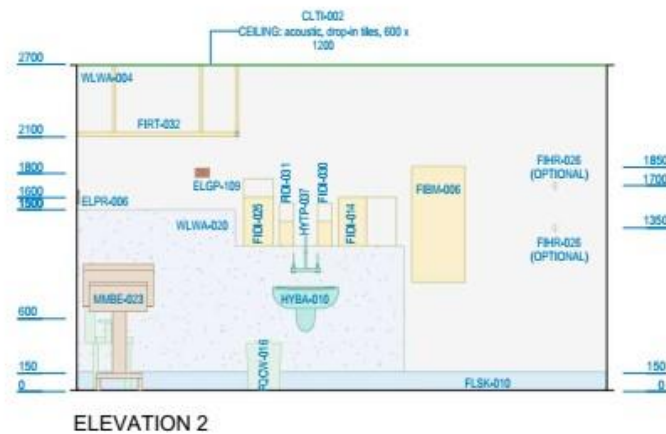 CLTI-002
CEILING: acoustic, drop-in tiles, 600 x
1200
2700
WLWA-004
FIRT-032
2100
1800
1600
1500
ELGP-109
ELPR-006
WLWA-020
FIDI-025
FIDI-031
HYTP-037
FIDI-030
FIDI-014
FIBM-006
FIHR-026
(OPTIONAL)
1850
1700
1350
FIHR-026
(OPTIONAL)
MMBE-023
HYBA-010
600
150
0
FLSK-010
150
0
ELEVATION 2